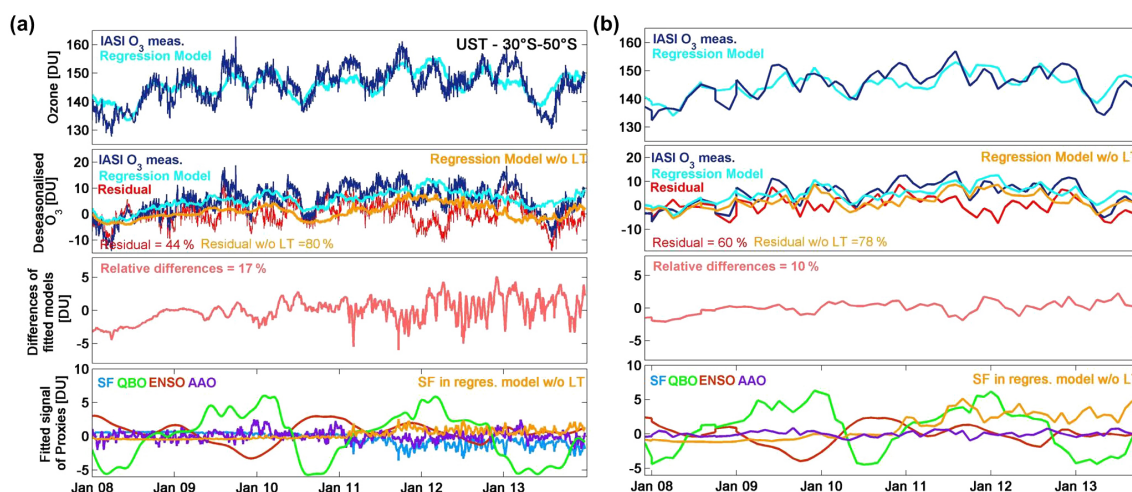 (a)
(b)
IASI O3 meas.
Regression Model
UST - 30°S-50°S
Ozone [DU]
160
150
140
130
IASI O3 meas.
Regression Model
Residual
Regression Model w/o LT
Deseasonalised
O3 [DU]
20
10
0
-10
Residual = 44 % Residual w/o LT =80 %
Relative differences = 17 %
Differences of
fitted models
[DU]
5
0
-5
SF QBO ENSO AAO
SF in regres. model w/o LT
Fitted signal
of Proxies [DU]
5
0
-5
Jan 08 Jan 09 Jan 10 Jan 11 Jan 12 Jan 13
IASI O3 meas.
Regression Model
160
150
140
130
IASI O3 meas.
Regression Model
Residual
Regression Model w/o LT
20
10
0
-10
Residual = 60 % Residual w/o LT =78 %
Relative differences = 10 %
5
0
-5
SF QBO ENSO AAO
SF in regres. model w/o LT
5
0
-5
Jan 08 Jan 09 Jan 10 Jan 11 Jan 12 Jan 13